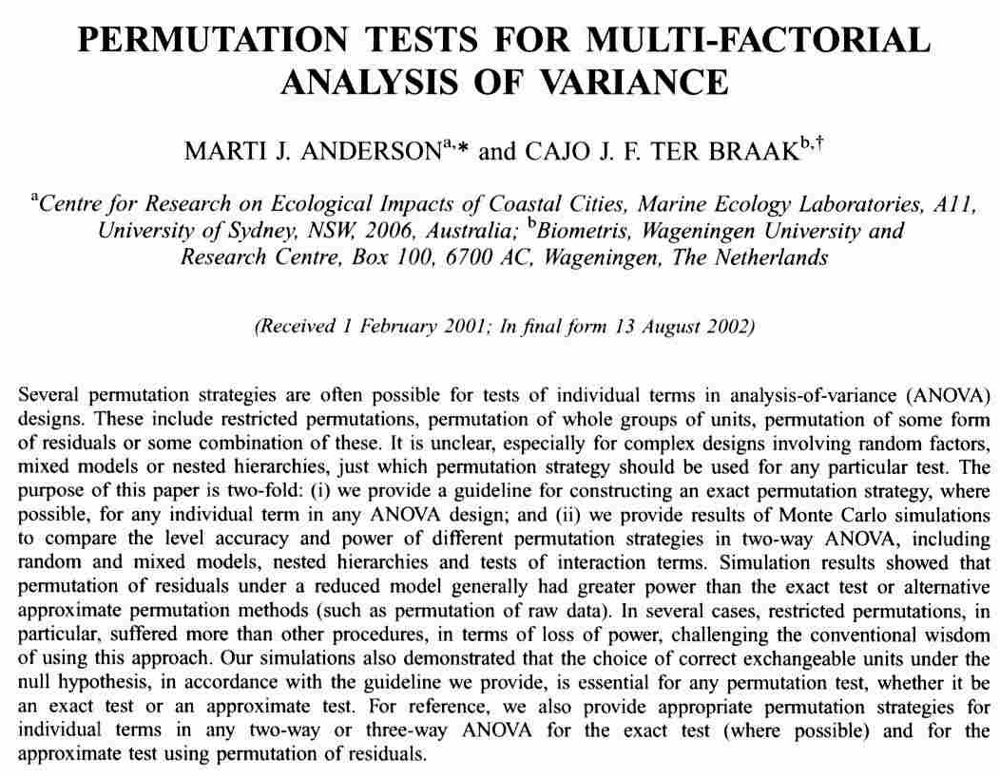 PERMUTATION TESTS FOR MULTI-FACTORIAL
ANALYSIS OF VARIANCE
MARTI J. ANDERSONa,* and CAJO J. F. TER BRAAKb,†
aCentre for Research on Ecological Impacts of Coastal Cities, Marine Ecology Laboratories, A11,
University of Sydney, NSW, 2006, Australia; bBiometris, Wageningen University and
Research Centre, Box 100, 6700 AC, Wageningen, The Netherlands
(Received 1 February 2001; In final form 13 August 2002)
Several permutation strategies are often possible for tests of individual terms in analysis-of-variance (ANOVA)
designs. These include restricted permutations, permutation of whole groups of units, permutation of some form
of residuals or some combination of these. It is unclear, especially for complex designs involving random factors,
mixed models or nested hierarchies, just which permutation strategy should be used for any particular test. The
purpose of this paper is two-fold: (i) we provide a guideline for constructing an exact permutation strategy, where
possible, for any individual term in any ANOVA design; and (ii) we provide results of Monte Carlo simulations
to compare the level accuracy and power of different permutation strategies in two-way ANOVA, including
random and mixed models, nested hierarchies and tests of interaction terms. Simulation results showed that
permutation of residuals under a reduced model generally had greater power than the exact test or alternative
approximate permutation methods (such as permutation of raw data). In several cases, restricted permutations, in
particular, suffered more than other procedures, in terms of loss of power, challenging the conventional wisdom
of using this approach. Our simulations also demonstrated that the choice of correct exchangeable units under the
null hypothesis, in accordance with the guideline we provide, is essential for any permutation test, whether it be
an exact test or an approximate test. For reference, we also provide appropriate permutation strategies for
individual terms in any two-way or three-way ANOVA for the exact test (where possible) and for the
approximate test using permutation of residuals.